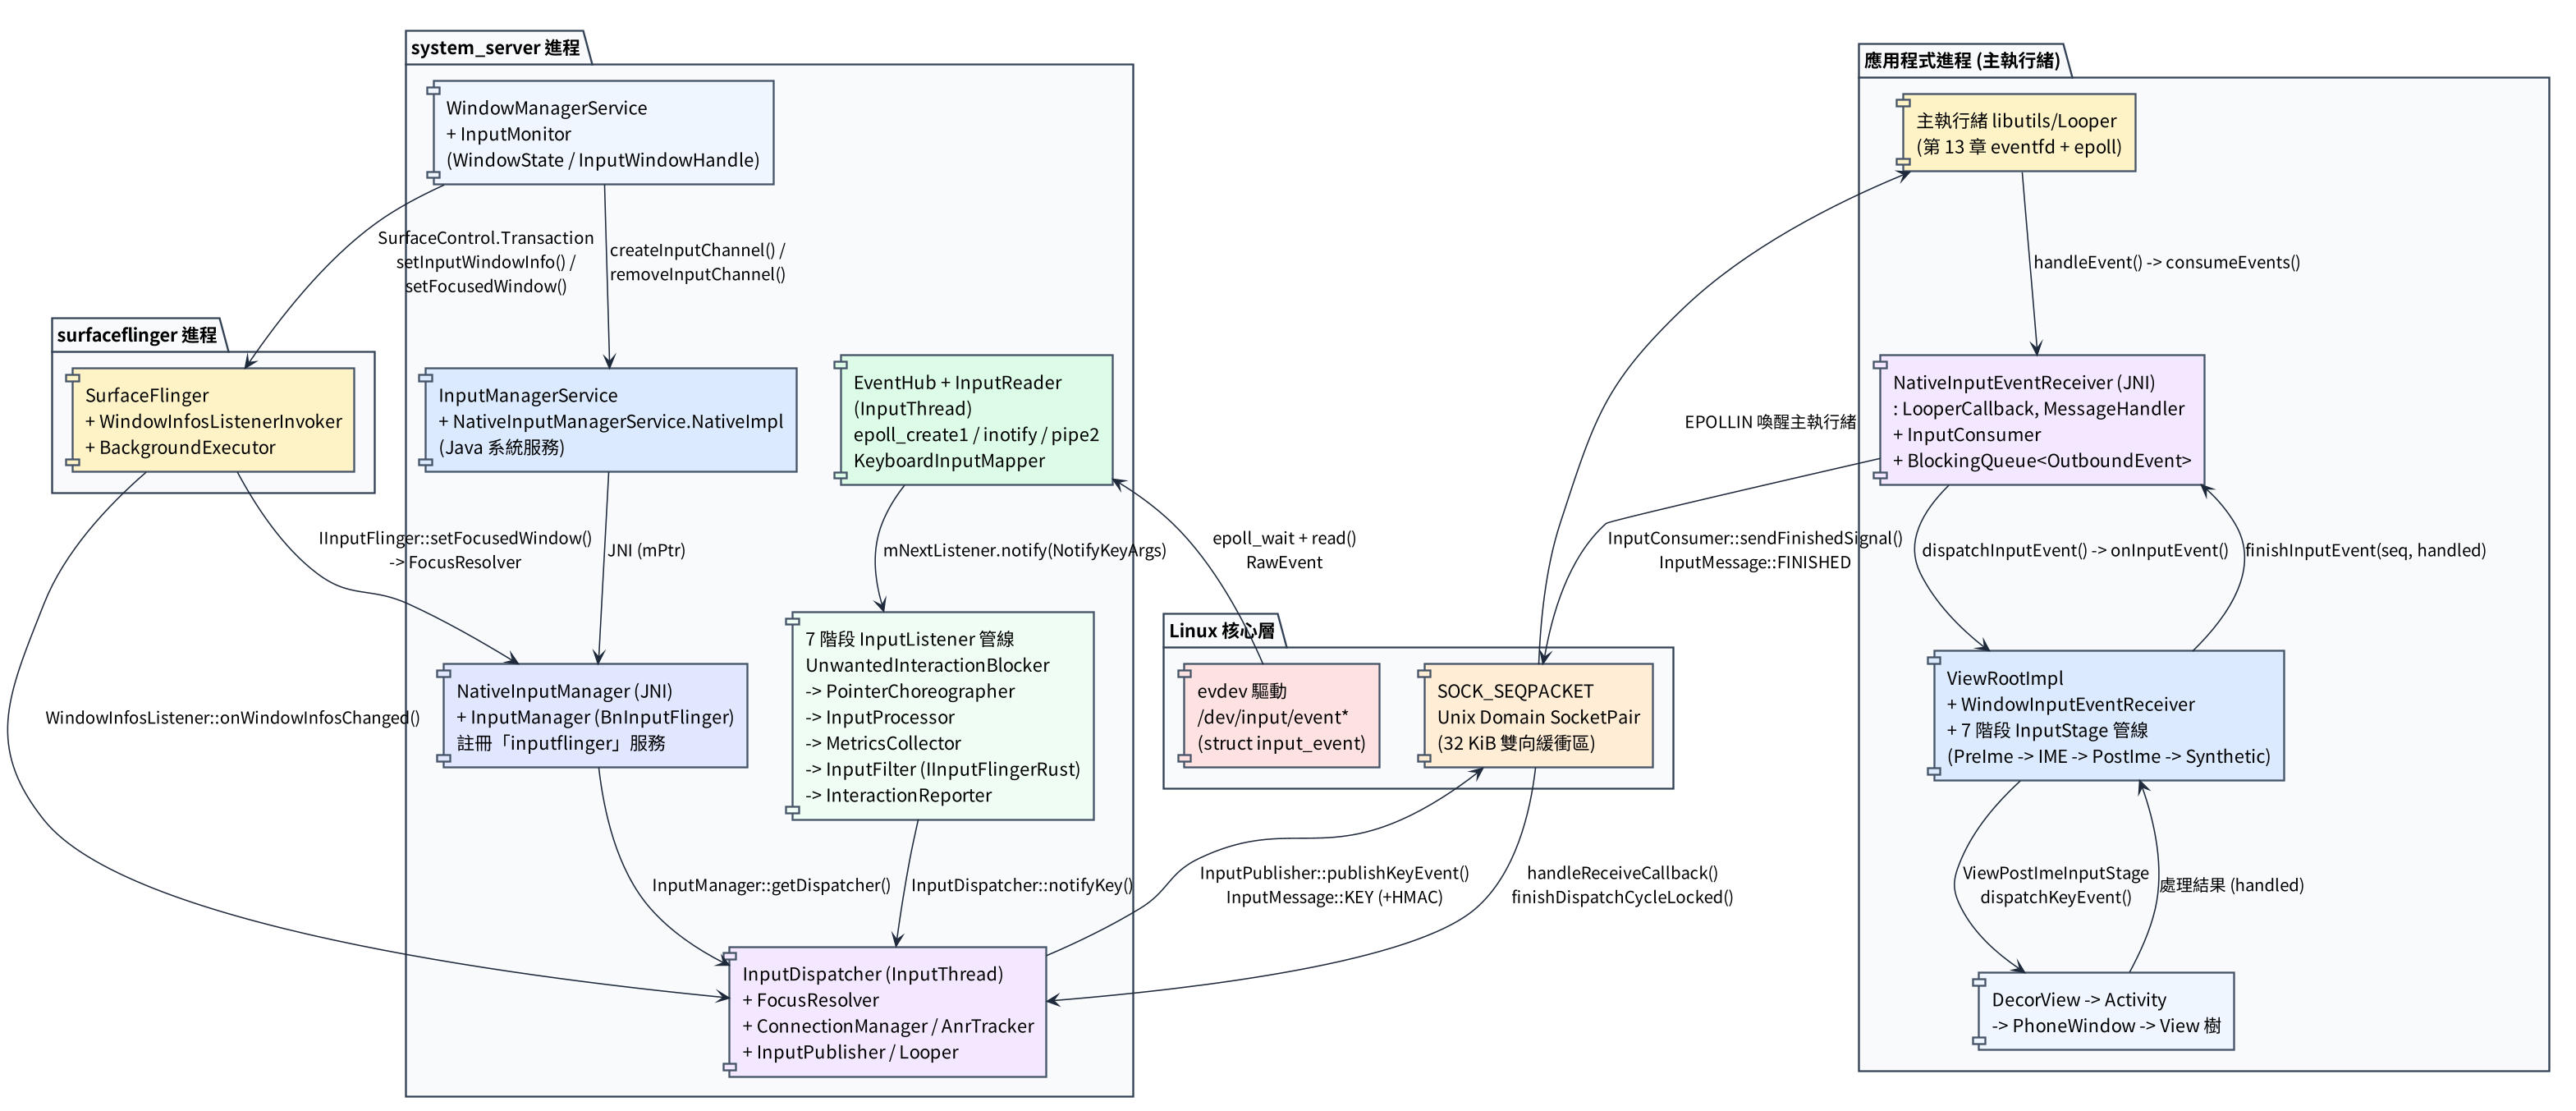 system_server 進程
WindowManagerService
+ InputMonitor
(WindowState / InputWindowHandle)
SurfaceControl.Transaction
setInputWindowInfo() /
setFocusedWindow()
createInputChannel() /
removeInputChannel()
surfaceflinger 進程
SurfaceFlinger
+ WindowInfosListenerInvoker
+ BackgroundExecutor
InputManagerService
+ NativeInputManagerService.NativeImpl
(Java 系統服務)
EventHub + InputReader
(InputThread)
epoll_create1 / inotify / pipe2
KeyboardInputMapper
IInputFlinger::setFocusedWindow()
-> FocusResolver
JNI (mPtr)
mNextListener.notify(NotifyKeyArgs)
epoll_wait + read()
RawEvent
WindowInfosListener::onWindowInfosChanged()
NativeInputManager (JNI)
+ InputManager (BnInputFlinger)
註冊「inputflinger」服務
7 階段 InputListener 管線
UnwantedInteractionBlocker
-> PointerChoreographer
-> InputProcessor
-> MetricsCollector
-> InputFilter (IInputFlingerRust)
-> InteractionReporter
Linux 核心層
evdev 驅動
/dev/input/event*
(struct input_event)
SOCK_SEQPACKET
Unix Domain SocketPair
(32 KiB 雙向緩衝區)
InputManager::getDispatcher()
InputDispatcher::notifyKey()
InputPublisher::publishKeyEvent()
InputMessage::KEY (+HMAC)
handleReceiveCallback()
finishDispatchCycleLocked()
InputDispatcher (InputThread)
+ FocusResolver
+ ConnectionManager / AnrTracker
+ InputPublisher / Looper
應用程式進程 (主執行緒)
主執行緒 libutils/Looper
(第 13 章 eventfd + epoll)
handleEvent() -> consumeEvents()
EPOLLIN 喚醒主執行緒
NativeInputEventReceiver (JNI)
: LooperCallback, MessageHandler
+ InputConsumer
+ BlockingQueue<OutboundEvent>
InputConsumer::sendFinishedSignal()
InputMessage::FINISHED
dispatchInputEvent() -> onInputEvent()
finishInputEvent(seq, handled)
ViewRootImpl
+ WindowInputEventReceiver
+ 7 階段 InputStage 管線
(PreIme -> IME -> PostIme -> Synthetic)
ViewPostImeInputStage
dispatchKeyEvent()
處理結果 (handled)
DecorView -> Activity
-> PhoneWindow -> View 樹